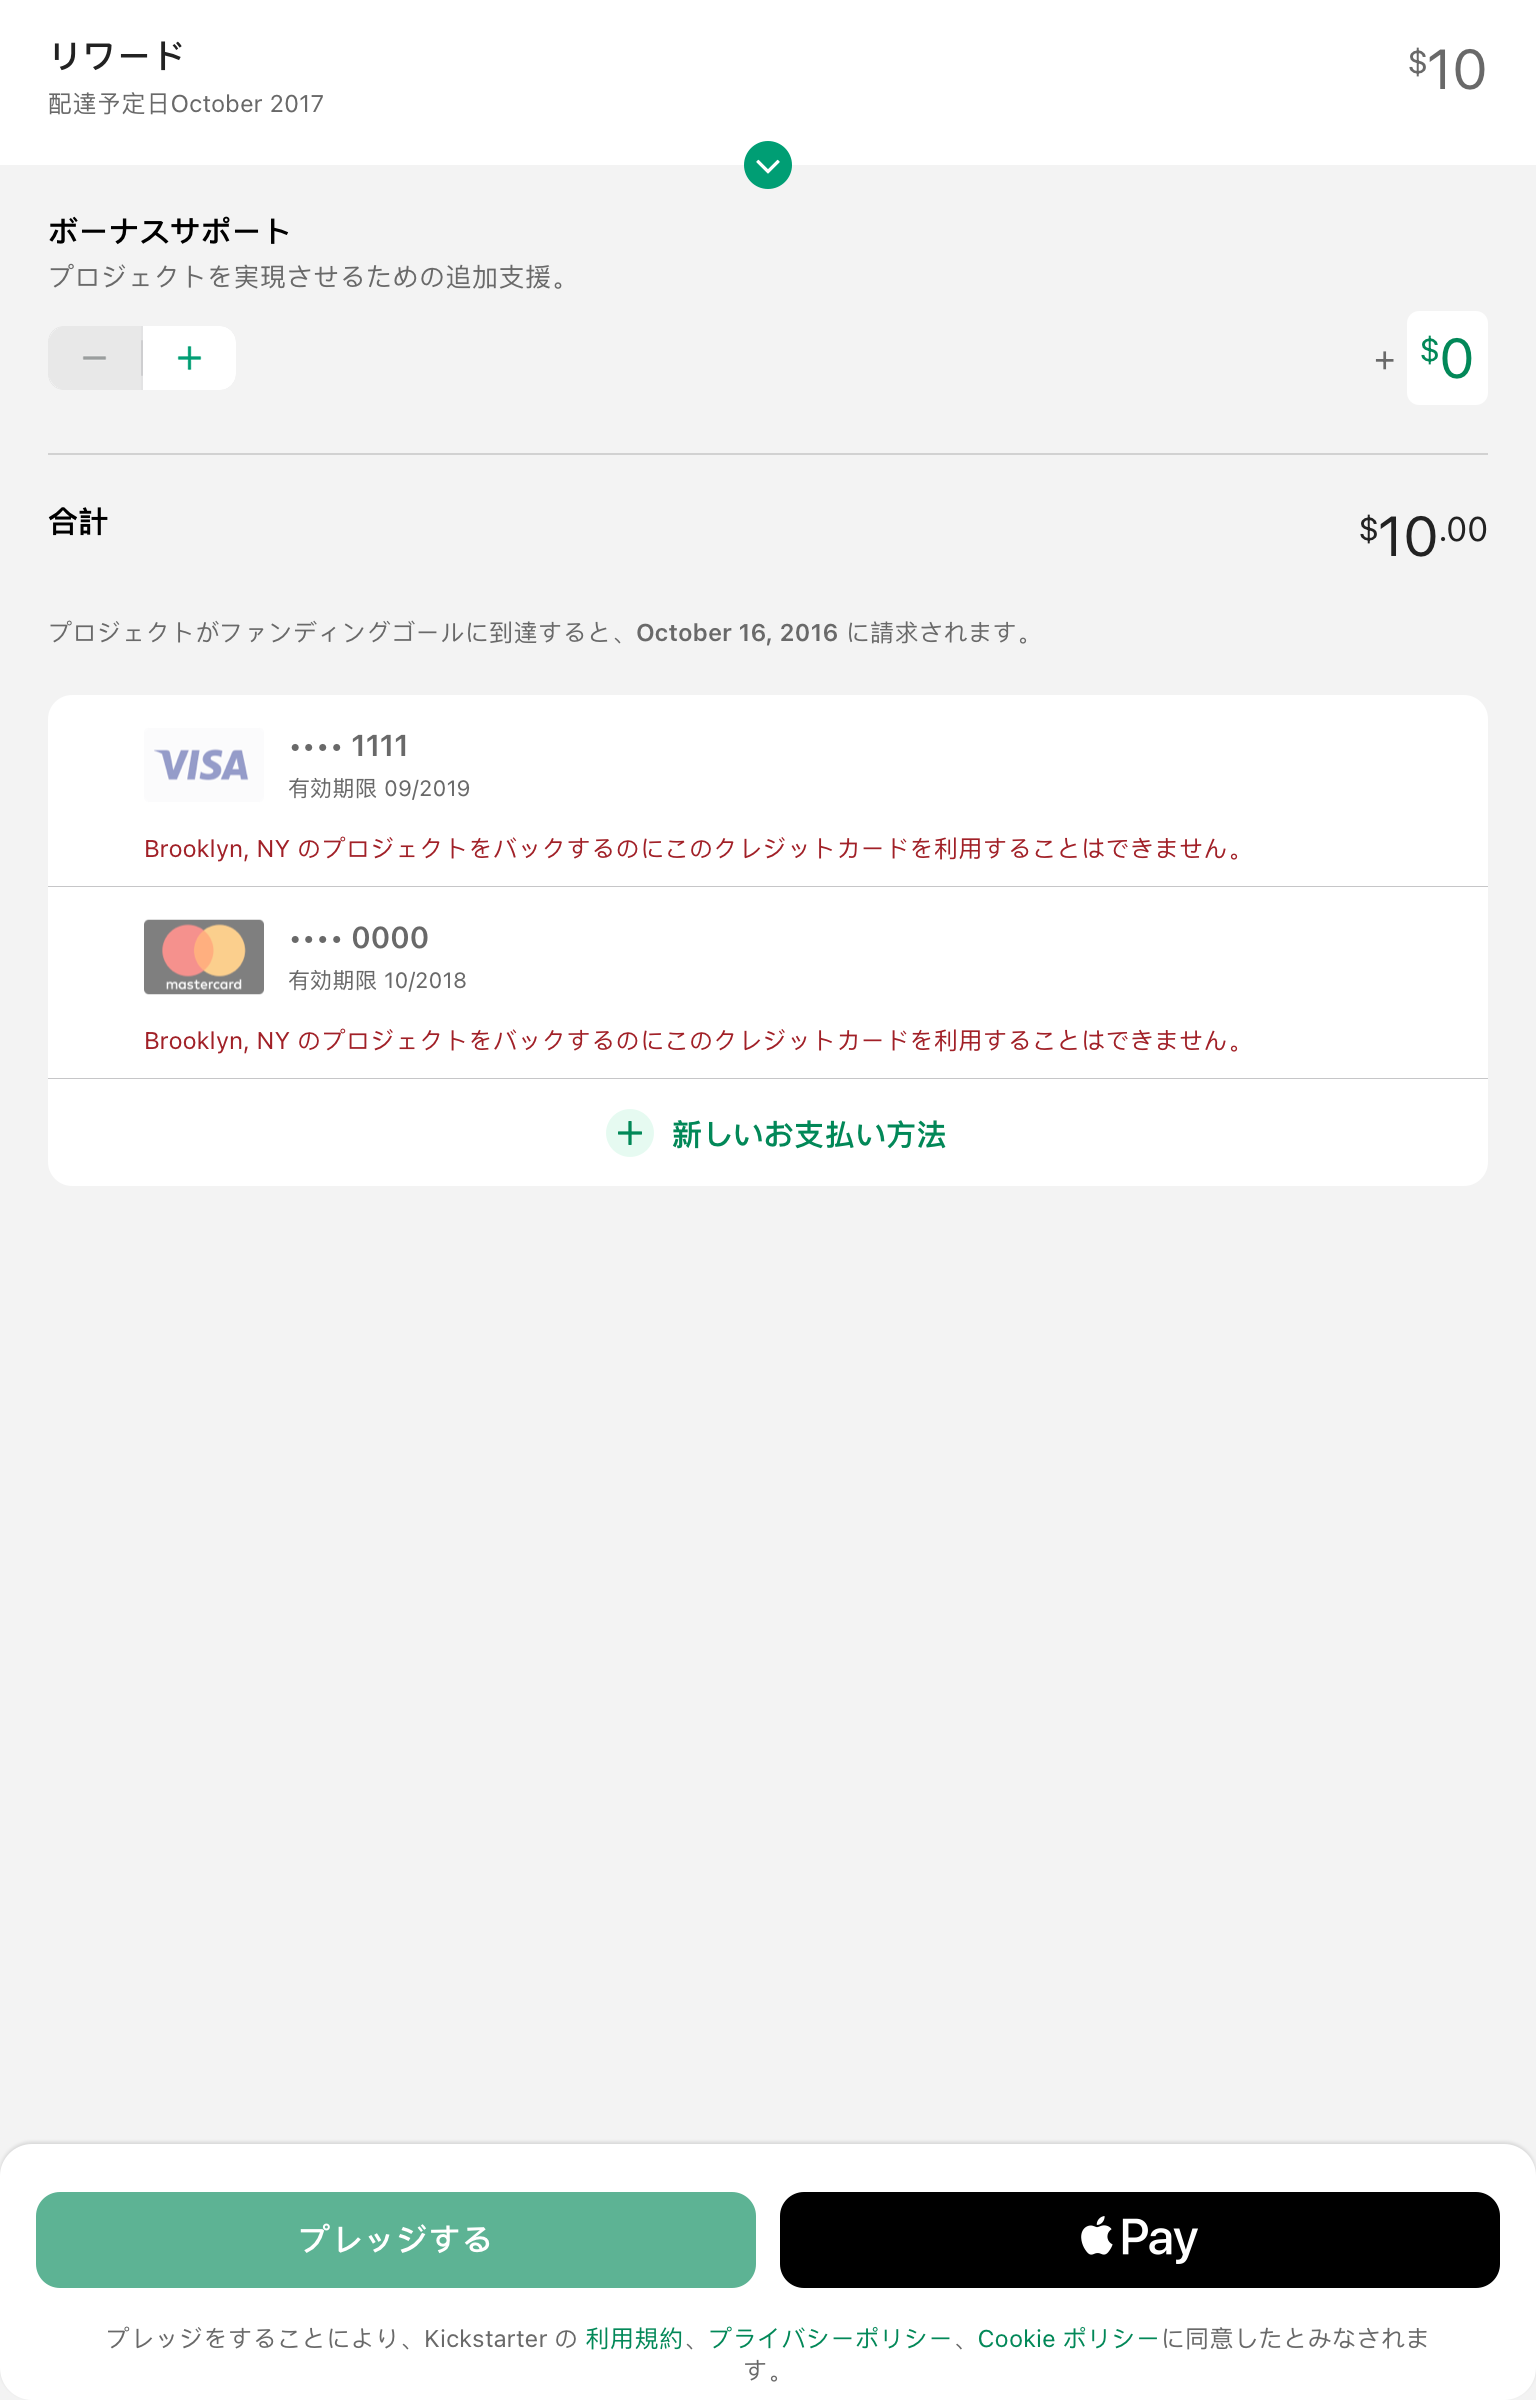 リワード
$10
配達予定日October 2017
ボーナスサポート
プロジェクトを実現させるための追加支援。
+ $0
合計
$10.00
プロジェクトがファンディングゴールに到達すると、October 16, 2016 に請求されます。
VISA
•••• 1111
有効期限 09/2019
Brooklyn, NY のプロジェクトをバックするのにこのクレジットカードを利用することはできません。
•••• 0000
mastercard
有効期限 10/2018
Brooklyn, NY のプロジェクトをバックするのにこのクレジットカードを利用することはできません。
新しいお支払い方法
プレッジする
Pay
プレッジをすることにより、Kickstarter の 利用規約、プライバシーポリシー、Cookie ポリシーに同意したとみなされま
す。